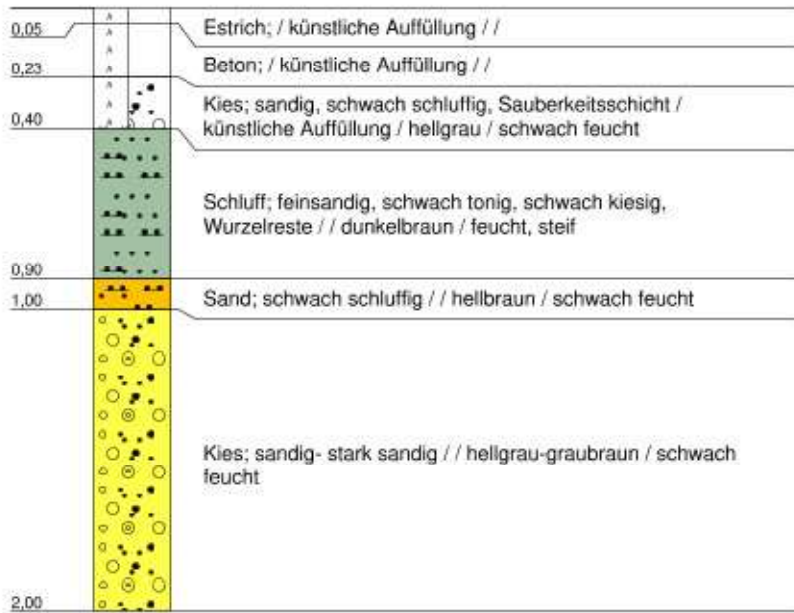 0,05
Estrich; / künstliche Auffüllung / /
0,23
Beton; / künstliche Auffüllung / /
0,40
Kies; sandig, schwach schluffig, Sauberkeitsschicht /
künstliche Auffüllung / hellgrau / schwach feucht
Schluff; feinsandig, schwach tonig, schwach kiesig,
Wurzelreste / / dunkelbraun / feucht, steif
0,90
Sand; schwach schluffig / / hellbraun / schwach feucht
1,00
Kies; sandig- stark sandig / / hellgrau-graubraun / schwach
feucht
2,00